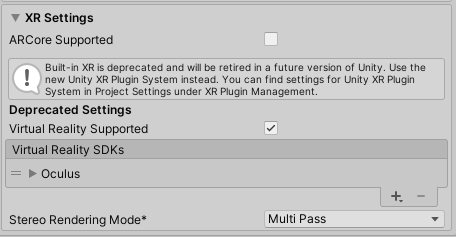 XR Settings
ARCore Supported
Built-in XR is deprecated and will be retired in a future version of Unity. Use the
new Unity XR Plugin System instead. You can find settings for Unity XR Plugin
System in Project Settings under XR Plugin Management.
Deprecated Settings
Virtual Reality Supported
Virtual Reality SDKs
Oculus
Stereo Rendering Mode* Multi Pass